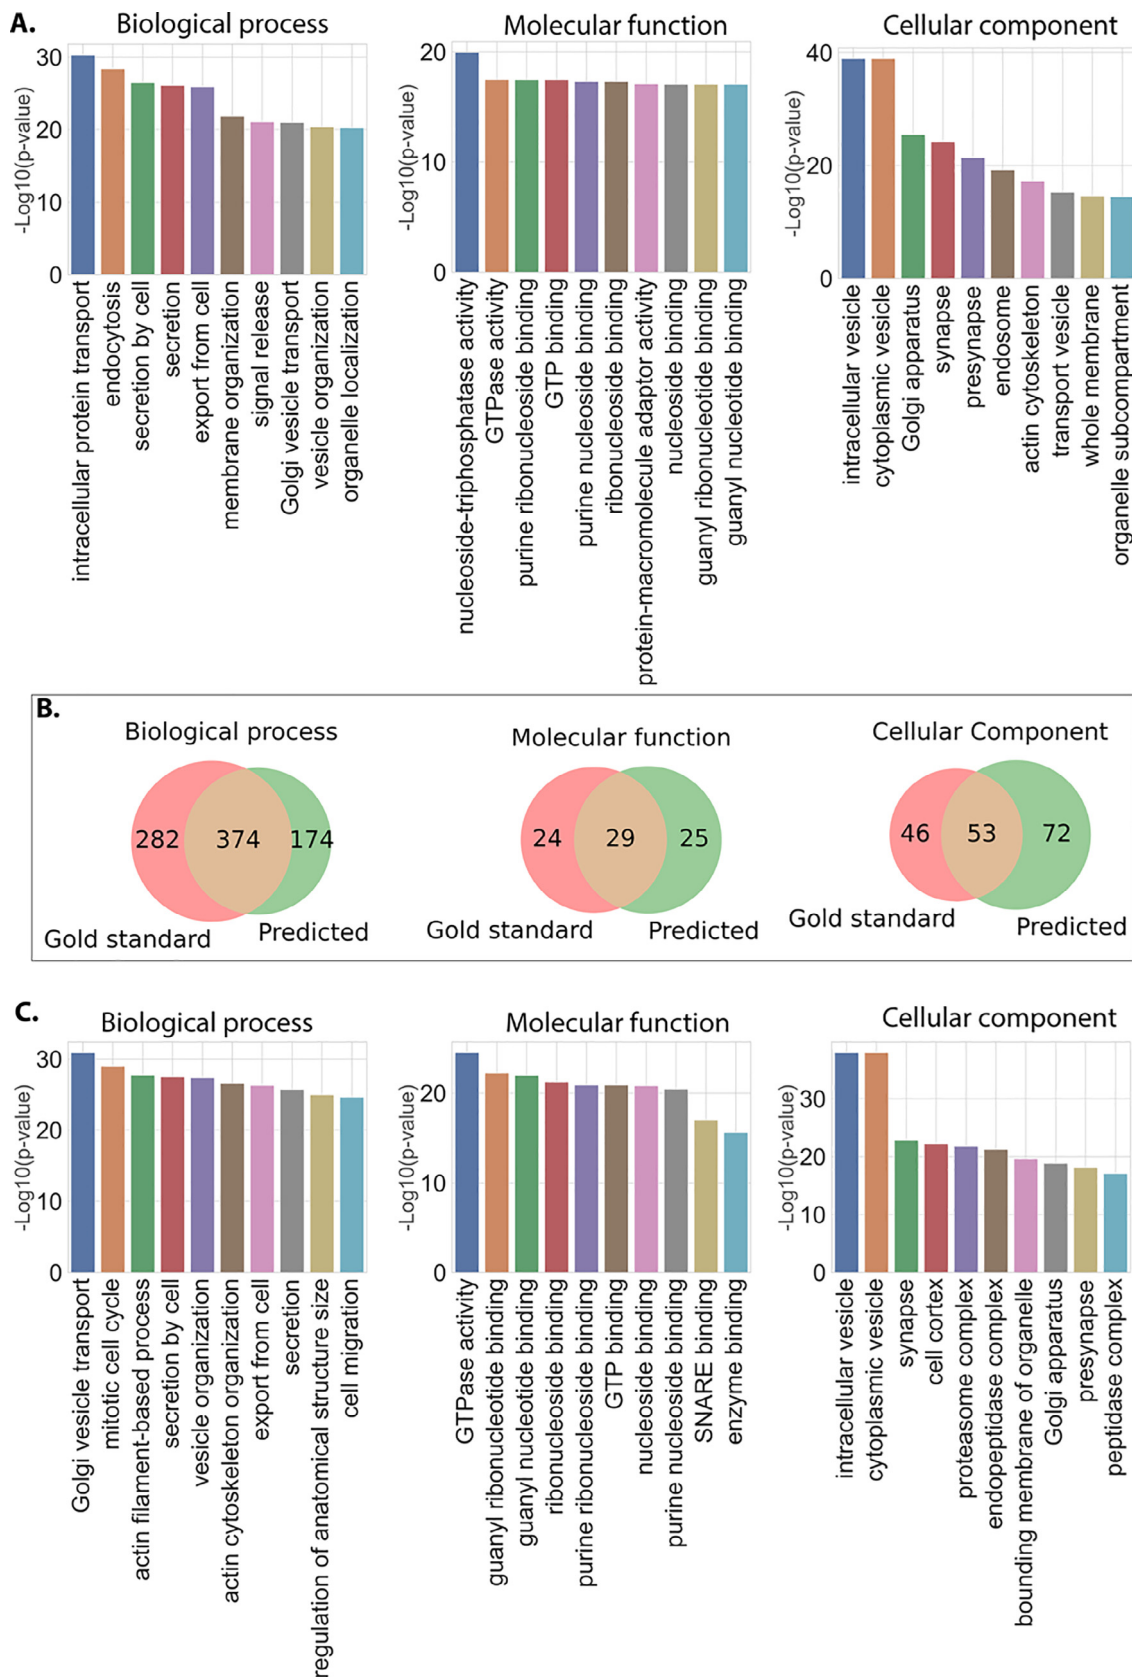 A.
Biological process
-Log10(p-value)
30
20
10
0
intracellular protein transport
endocytosis
secretion by cell
secretion
export from cell
membrane organization
signal release
Golgi vesicle transport
vesicle organization
organelle localization
Molecular function
-Log10(p-value)
20
10
0
nucleoside-triphosphatase activity
GTPase activity
purine ribonucleoside binding
GTP binding
purine nucleoside binding
ribonucleoside binding
protein-macromolecule adaptor activity
nucleoside binding
guanyl ribonucleotide binding
guanyl nucleotide binding
Cellular component
-Log10(p-value)
40
20
0
intracellular vesicle
cytoplasmic vesicle
Golgi apparatus
synapse
presynapse
endosome
actin cytoskeleton
transport vesicle
whole membrane
organelle subcompartment
B.
Biological process
282
374
174
Gold standard
Predicted
Molecular function
24
29
25
Gold standard
Predicted
Cellular Component
46
53
72
Gold standard
Predicted
C.
Biological process
-Log10(p-value)
30
20
10
0
Golgi vesicle transport
mitotic cell cycle
actin filament-based process
secretion by cell
vesicle organization
actin cytoskeleton organization
export from cell
secretion
regulation of anatomical structure size
cell migration
Molecular function
-Log10(p-value)
20
10
0
GTPase activity
guanyl ribonucleotide binding
guanyl nucleotide binding
ribonucleoside binding
purine ribonucleoside binding
GTP binding
nucleoside binding
purine nucleoside binding
SNARE binding
enzyme binding
Cellular component
-Log10(p-value)
30
20
10
0
intracellular vesicle
cytoplasmic vesicle
synapse
cell cortex
proteasome complex
endopeptidase complex
bounding membrane of organelle
Golgi apparatus
presynapse
peptidase complex